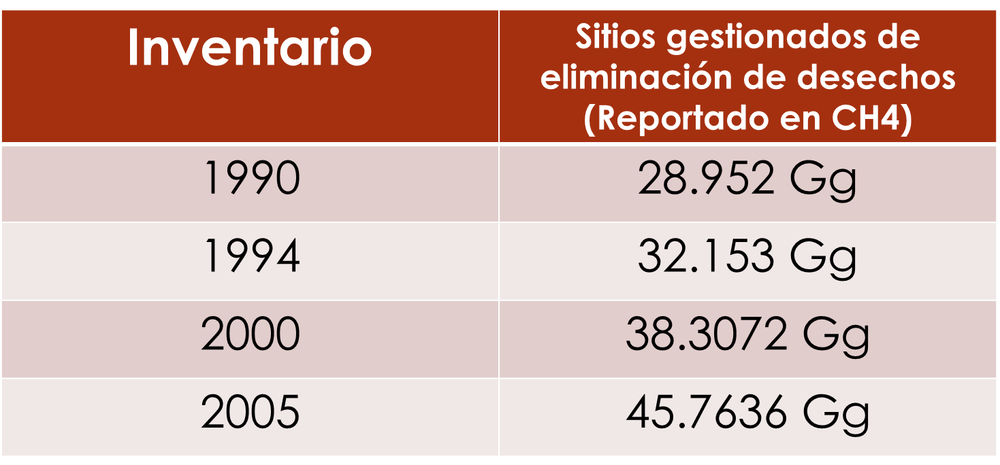 Inventario
Sitios gestionados de
eliminación de desechos
(Reportado en CH4)
1990
28.952 Gg
1994
32.153 Gg
2000
38.3072 Gg
2005
45.7636 Gg